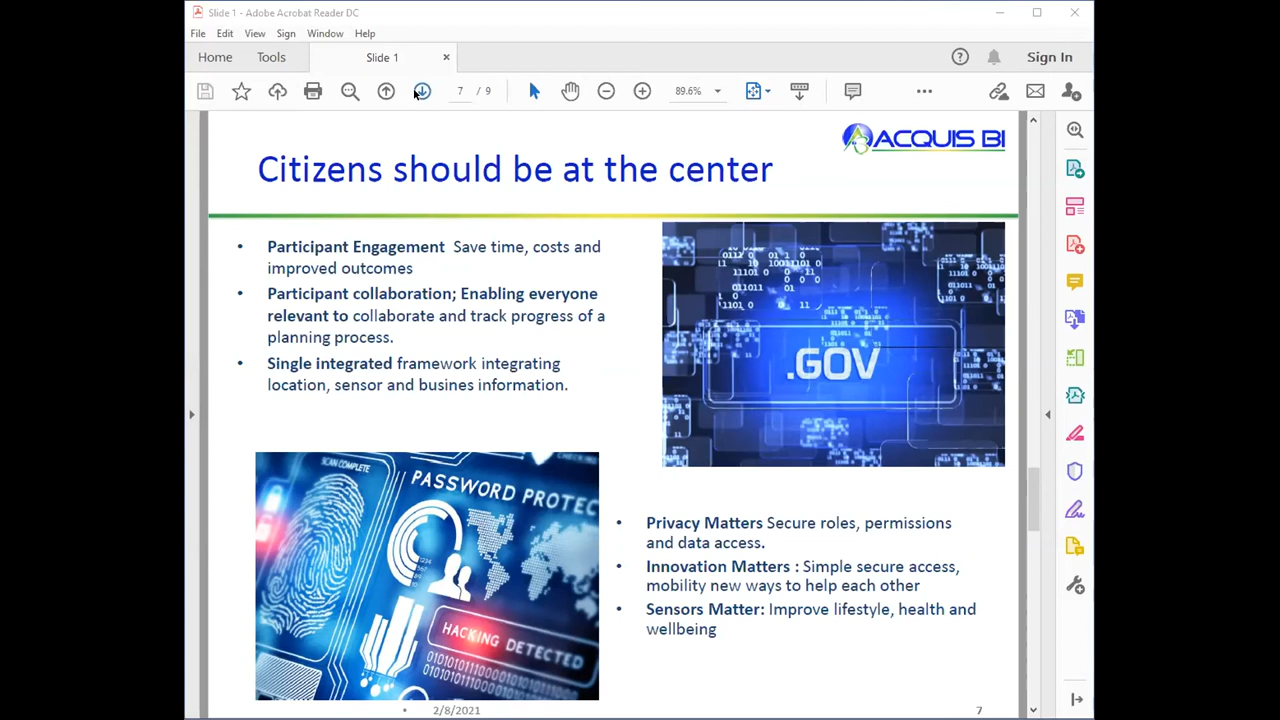 Slide 1 - Adobe Acrobat Reader DC
File Edit View Sign Window Help
Home Tools Slide 1 Sign In
7 / 9 89.6%
ACQUIS BI
Citizens should be at the center
• Participant Engagement Save time, costs and
improved outcomes
• Participant collaboration; Enabling everyone
relevant to collaborate and track progress of a
planning process.
• Single integrated framework integrating
location, sensor and busines information.
.GOV
SCAN COMPLETE
PASSWORD PROTEC
HACKING DETECTED
• Privacy Matters Secure roles, permissions
and data access.
• Innovation Matters : Simple secure access,
mobility new ways to help each other
• Sensors Matter: Improve lifestyle, health and
wellbeing
• 2/8/2021 7